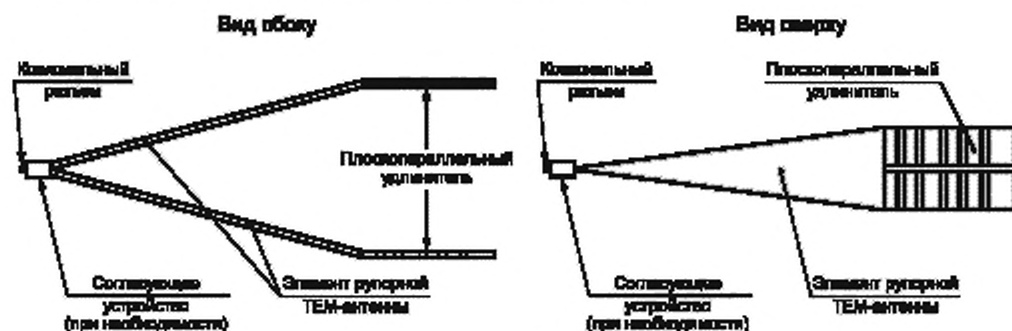 Вид сбоку
Вид сверху
Коаксиальный
разъем
Коаксиальный
разъем
Плоскопараллельный
удлинитель
Плоскопараллельный
удлинитель
Согласующее
устройство
(при необходимости)
Элемент рупорной
ТЕМ-антенны
Согласующее
устройство
(при необходимости)
Элемент рупорной
ТЕМ-антенны